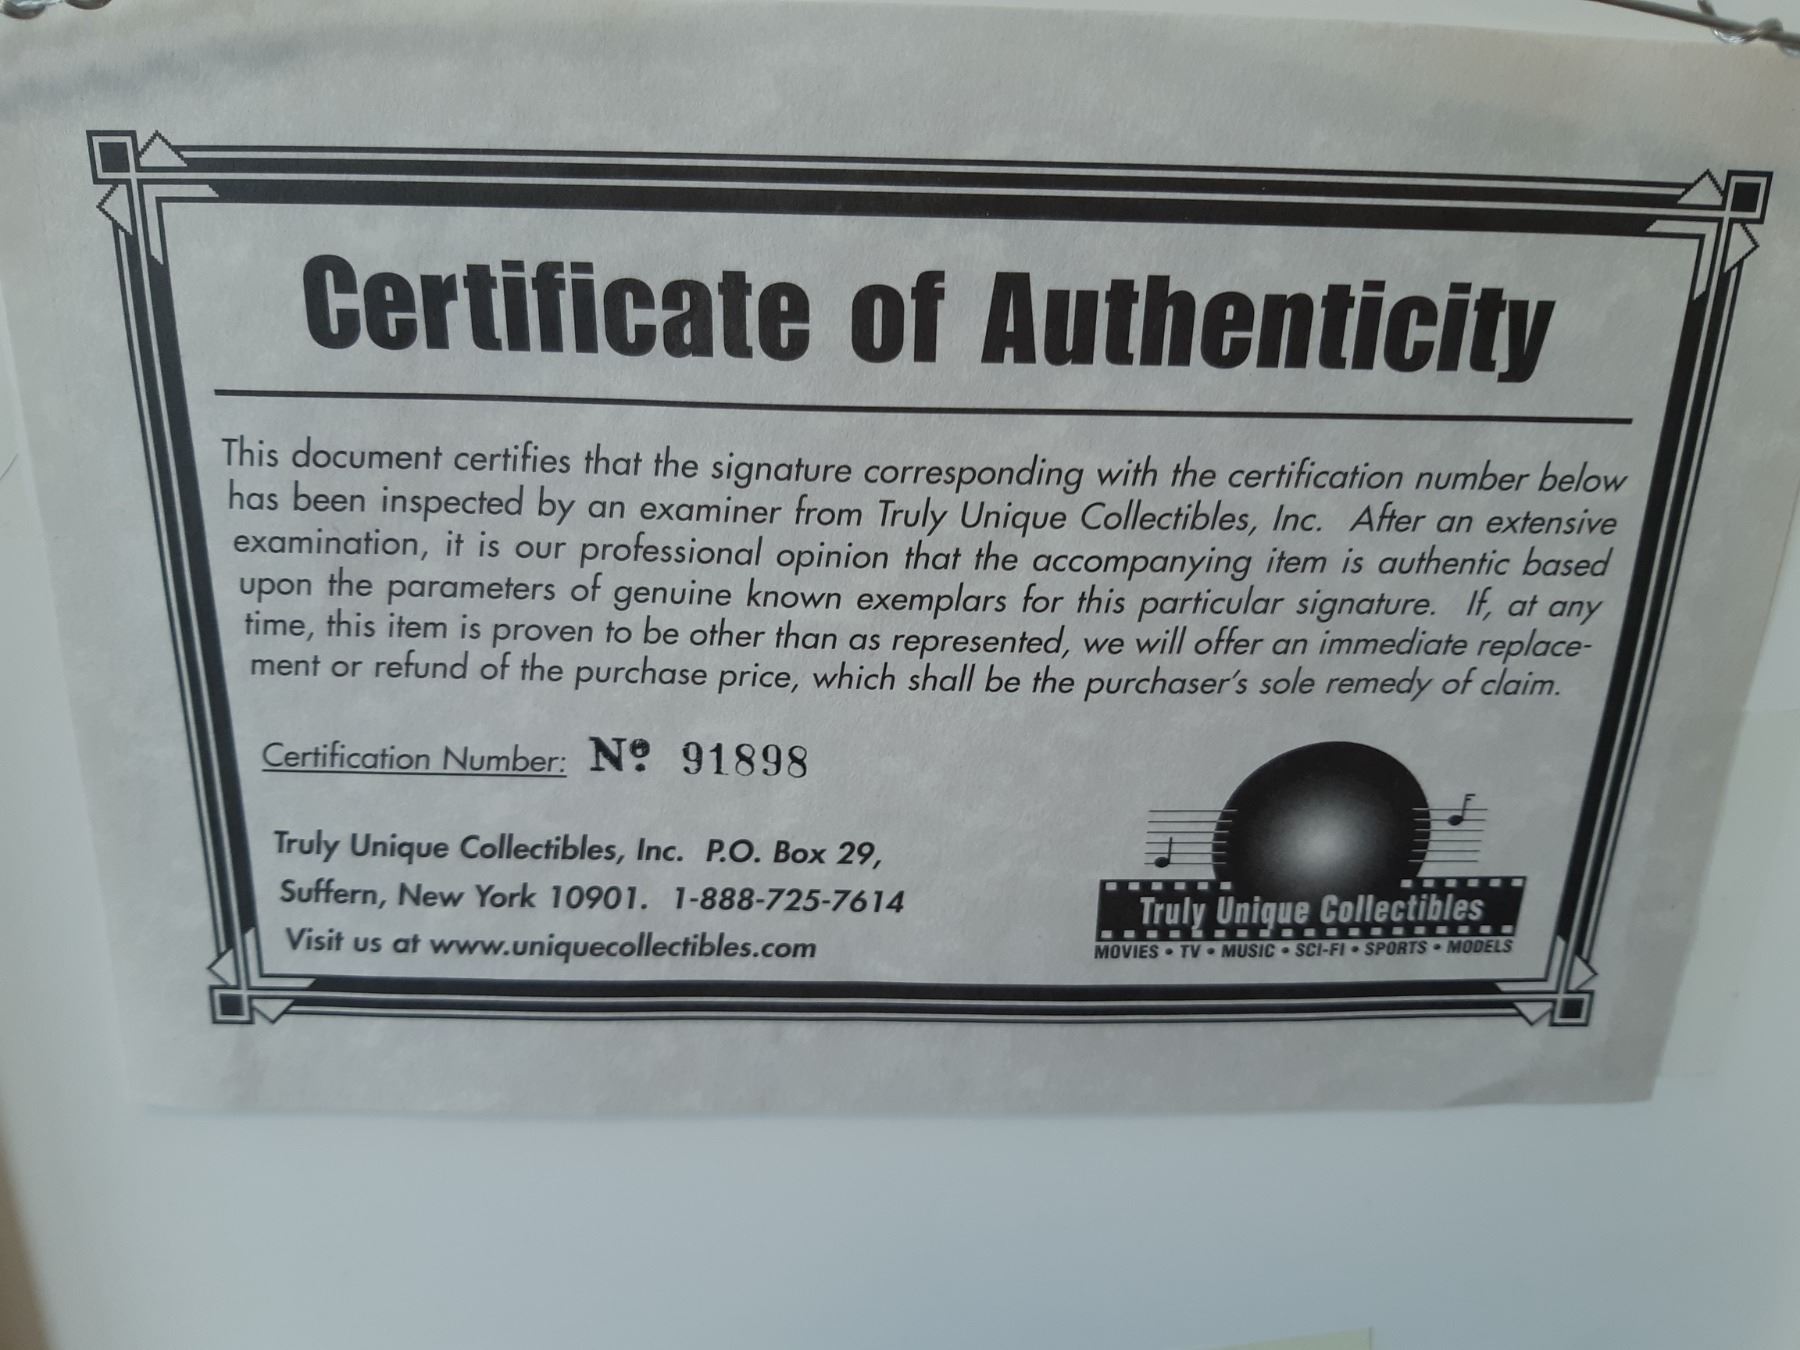 Certificate of Authenticity
This document certifies that the signature corresponding with the certification number below
has been inspected by an examiner from Truly Unique Collectibles, Inc. After an extensive
examination, it is our professional opinion that the accompanying item is authentic based
upon the parameters of genuine known exemplars for this particular signature. If, at any
time, this item is proven to be other than as represented, we will offer an immediate replace-
ment or refund of the purchase price, which shall be the purchaser's sole remedy of claim.
Certification Number: Nº 91898
Truly Unique Collectibles, Inc. P.O. Box 29,
Suffern, New York 10901. 1-888-725-7614
Visit us at www.uniquecollectibles.com
Truly Unique Collectibles
MOVIES • TV • MUSIC • SCI-FI • SPORTS • MODELS